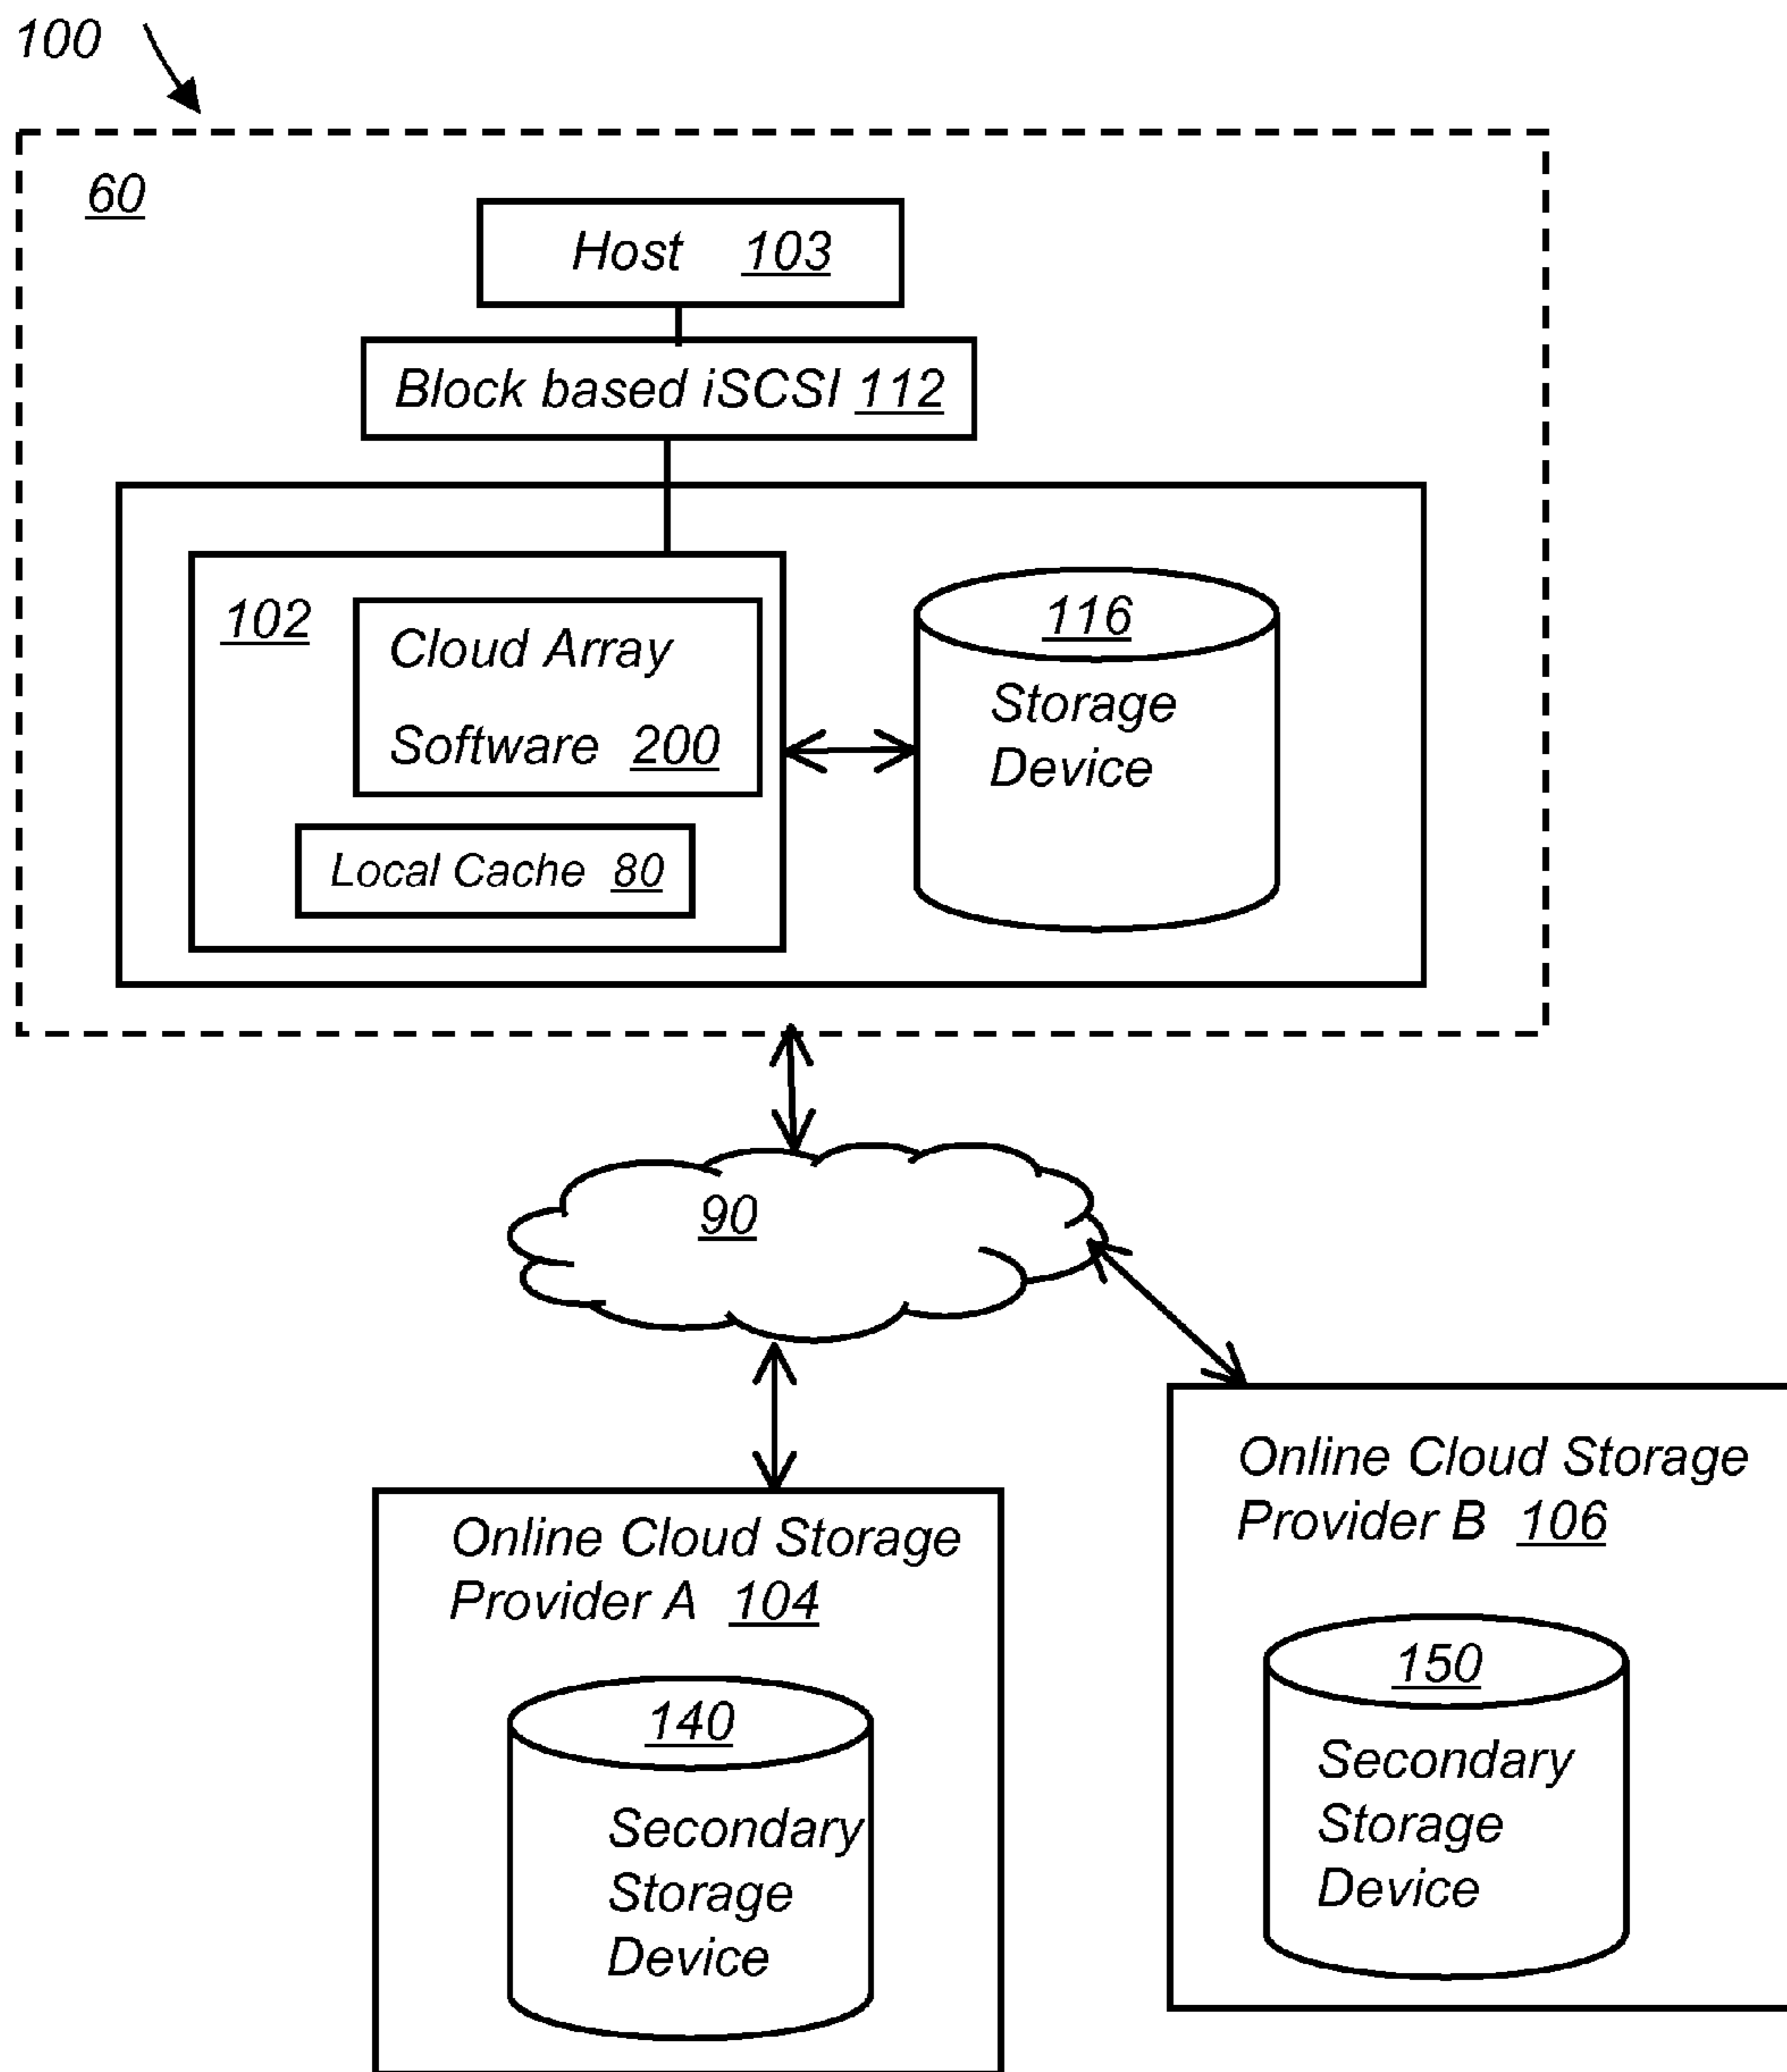 100
60
Host 103
Block based iSCSI 112
102
Cloud Array
Software 200
Local Cache 80
116
Storage
Device
90
Online Cloud Storage
Provider A 104
140
Secondary
Storage
Device
Online Cloud Storage
Provider B 106
150
Secondary
Storage
Device